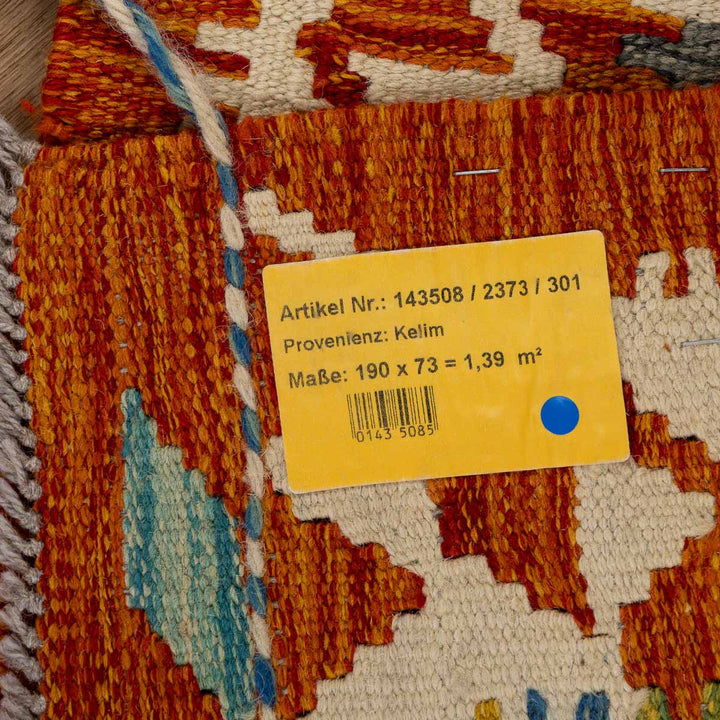 Artikel Nr.: 143508 / 2373 / 301
Provenienz: Kelim
Maße: 190 x 73 = 1,39 m²
0143 5085